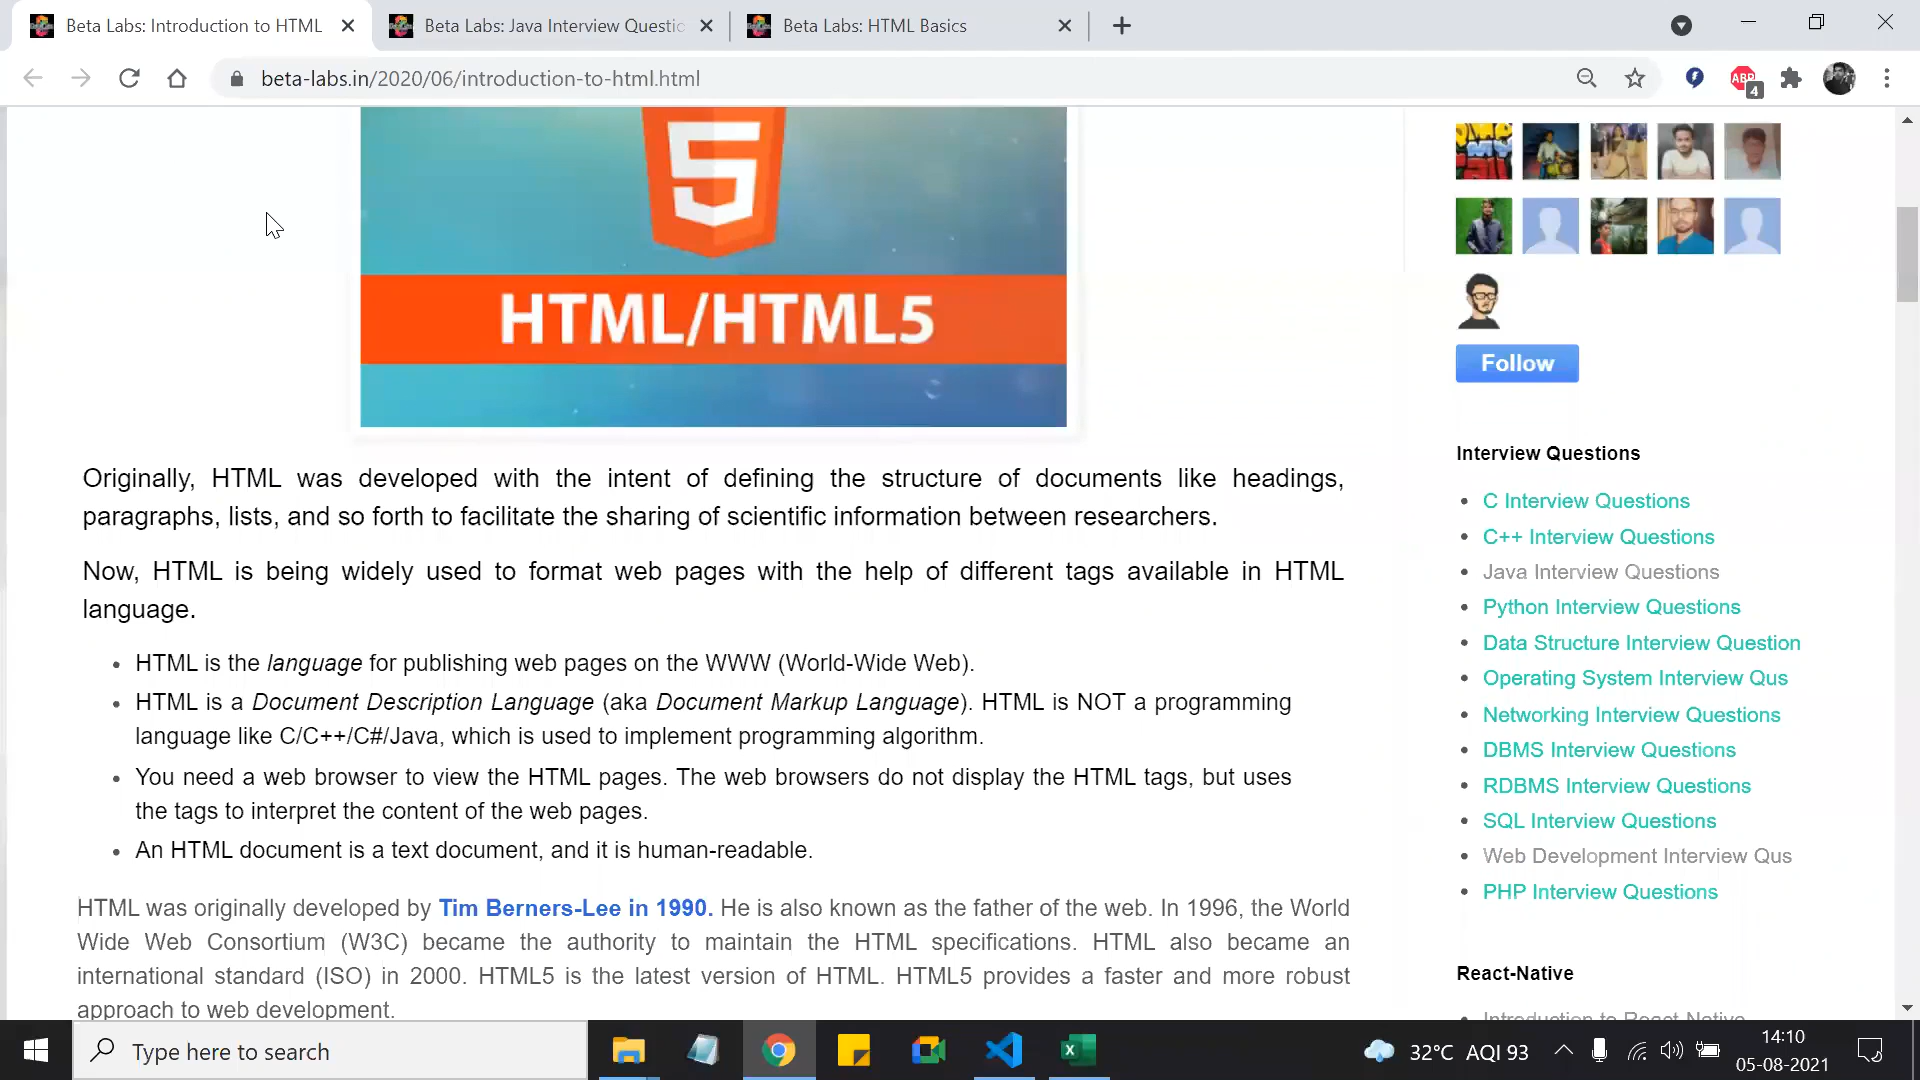 Beta Labs: Introduction to HTML
Beta Labs: Java Interview Questio
Beta Labs: HTML Basics
beta-labs.in/2020/06/introduction-to-html.html
ABP
4
5
HTML/HTML5
Follow
Originally, HTML was developed with the intent of defining the structure of documents like headings,
paragraphs, lists, and so forth to facilitate the sharing of scientific information between researchers.
Now, HTML is being widely used to format web pages with the help of different tags available in HTML
language.
HTML is the language for publishing web pages on the WWW (World-Wide Web).
HTML is a Document Description Language (aka Document Markup Language). HTML is NOT a programming
language like C/C++/C#/Java, which is used to implement programming algorithm.
You need a web browser to view the HTML pages. The web browsers do not display the HTML tags, but uses
the tags to interpret the content of the web pages.
An HTML document is a text document, and it is human-readable.
HTML was originally developed by Tim Berners-Lee in 1990. He is also known as the father of the web. In 1996, the World
Wide Web Consortium (W3C) became the authority to maintain the HTML specifications. HTML also became an
international standard (ISO) in 2000. HTML5 is the latest version of HTML. HTML5 provides a faster and more robust
approach to web development.
Interview Questions
C Interview Questions
C++ Interview Questions
Java Interview Questions
Python Interview Questions
Data Structure Interview Question
Operating System Interview Qus
Networking Interview Questions
DBMS Interview Questions
RDBMS Interview Questions
SQL Interview Questions
Web Development Interview Qus
PHP Interview Questions
React-Native
Introduction to React-Native
Type here to search
32°C AQI 93
14:10
05-08-2021